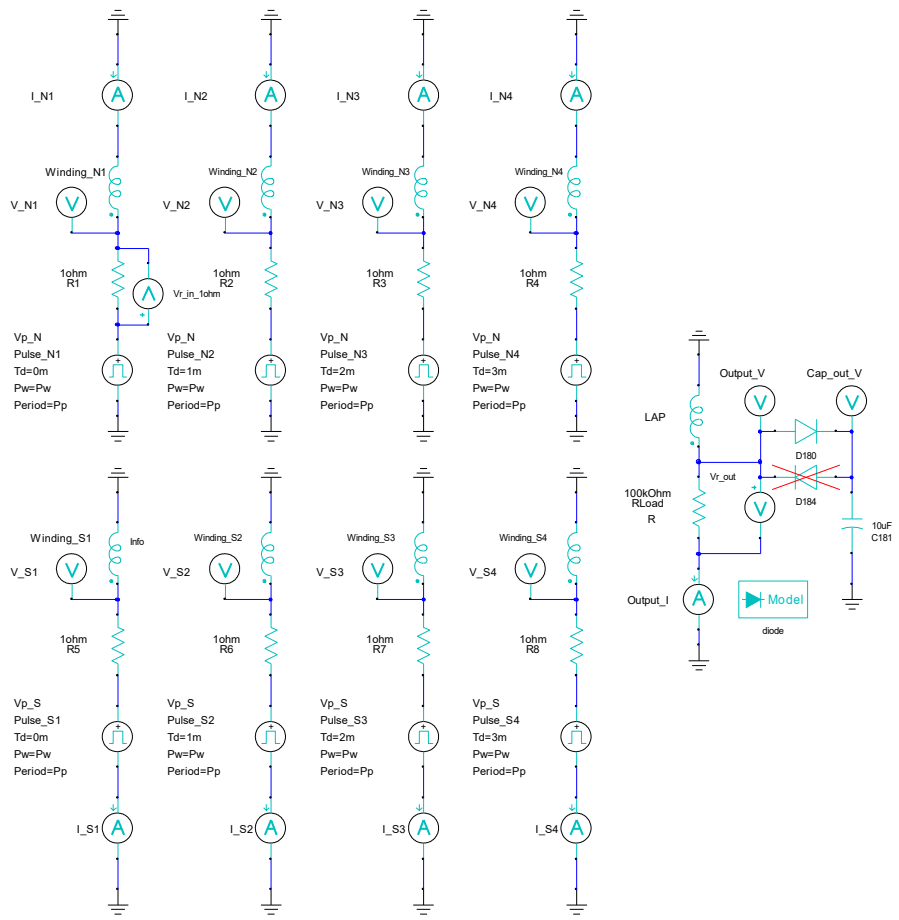 I_N1
I_N2
I_N3
I_N4
A
A
A
A
Winding_N1
Winding_N2
Winding_N3
Winding_N4
V_N1
V
V_N2
V
V_N3
V
V_N4
V
1ohm
R1
1ohm
R2
1ohm
R3
1ohm
R4
V
Vr_in_1ohm
Vp_N
Pulse_N1
Td=0m
Pw=Pw
Period=Pp
Vp_N
Pulse_N2
Td=1m
Pw=Pw
Period=Pp
Vp_N
Pulse_N3
Td=2m
Pw=Pw
Period=Pp
Vp_N
Pulse_N4
Td=3m
Pw=Pw
Period=Pp
Winding_S1
Info
Winding_S2
Winding_S3
Winding_S4
V_S1
V
V_S2
V
V_S3
V
V_S4
V
1ohm
R5
1ohm
R6
1ohm
R7
1ohm
R8
Vp_S
Pulse_S1
Td=0m
Pw=Pw
Period=Pp
Vp_S
Pulse_S2
Td=1m
Pw=Pw
Period=Pp
Vp_S
Pulse_S3
Td=2m
Pw=Pw
Period=Pp
Vp_S
Pulse_S4
Td=3m
Pw=Pw
Period=Pp
I_S1
A
I_S2
A
I_S3
A
I_S4
A
Output_V
Cap_out_V
V
V
LAP
D180
Vr_out
D184
100kOhm
RLoad
R
V
10uF
C181
Output_I
A
Model
diode